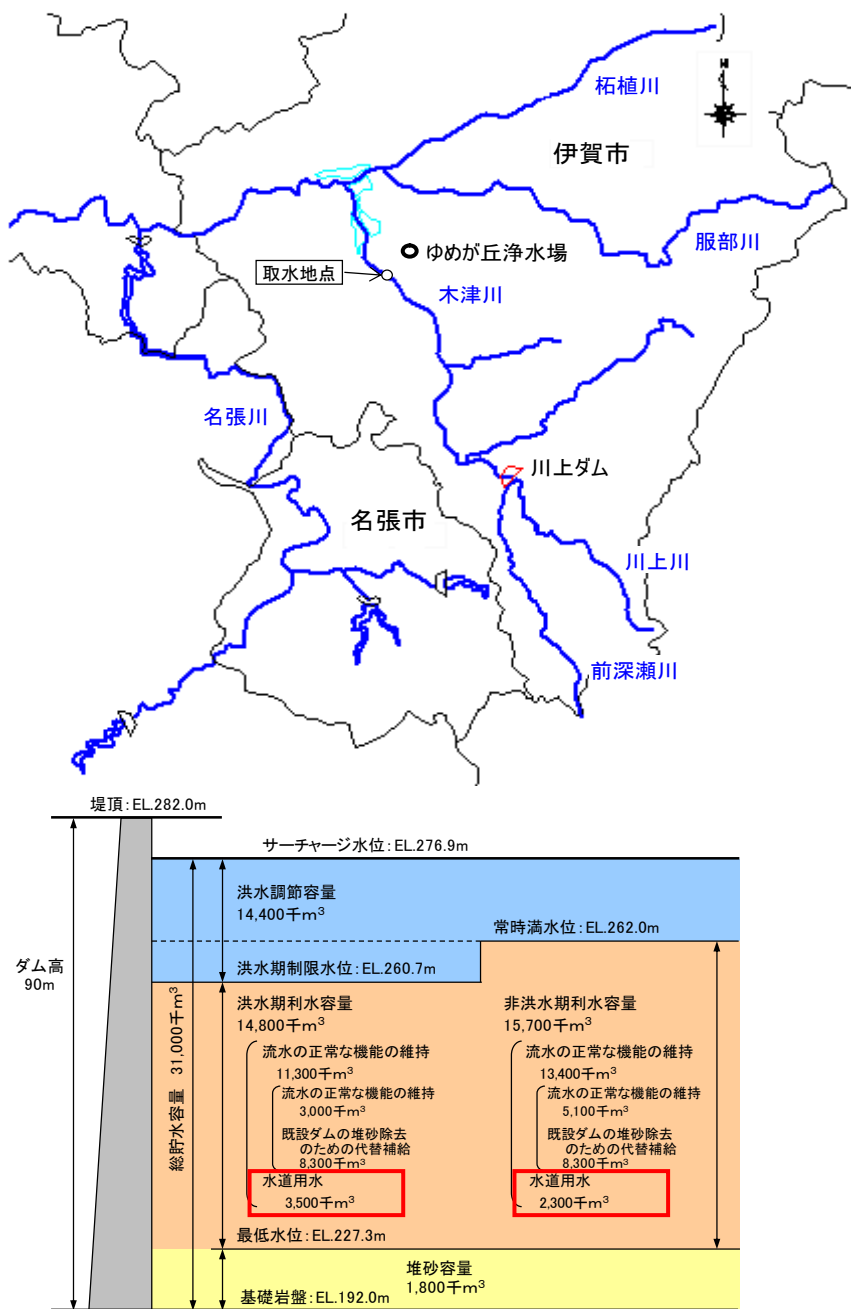 柘植川
N
伊賀市
服部川
ゆめが丘浄水場
取水地点
木津川
名張川
川上ダム
名張市
川上川
前深瀬川
堤頂:EL.282.0m
サーチャージ水位:EL.276.9m
洪水調節容量
14,400千m³
常時満水位:EL.262.0m
ダム高
90m
洪水期制限水位:EL.260.7m
総貯水容量 31,000千m³
洪水期利水容量
14,800千m³
流水の正常な機能の維持
11,300千m³
流水の正常な機能の維持
3,000千m³
既設ダムの堆砂除去
のための代替補給
8,300千m³
水道用水
3,500千m³
非洪水期利水容量
15,700千m³
流水の正常な機能の維持
13,400千m³
流水の正常な機能の維持
5,100千m³
既設ダムの堆砂除去
のための代替補給
8,300千m³
水道用水
2,300千m³
最低水位:EL.227.3m
堆砂容量
1,800千m³
基礎岩盤:EL.192.0m